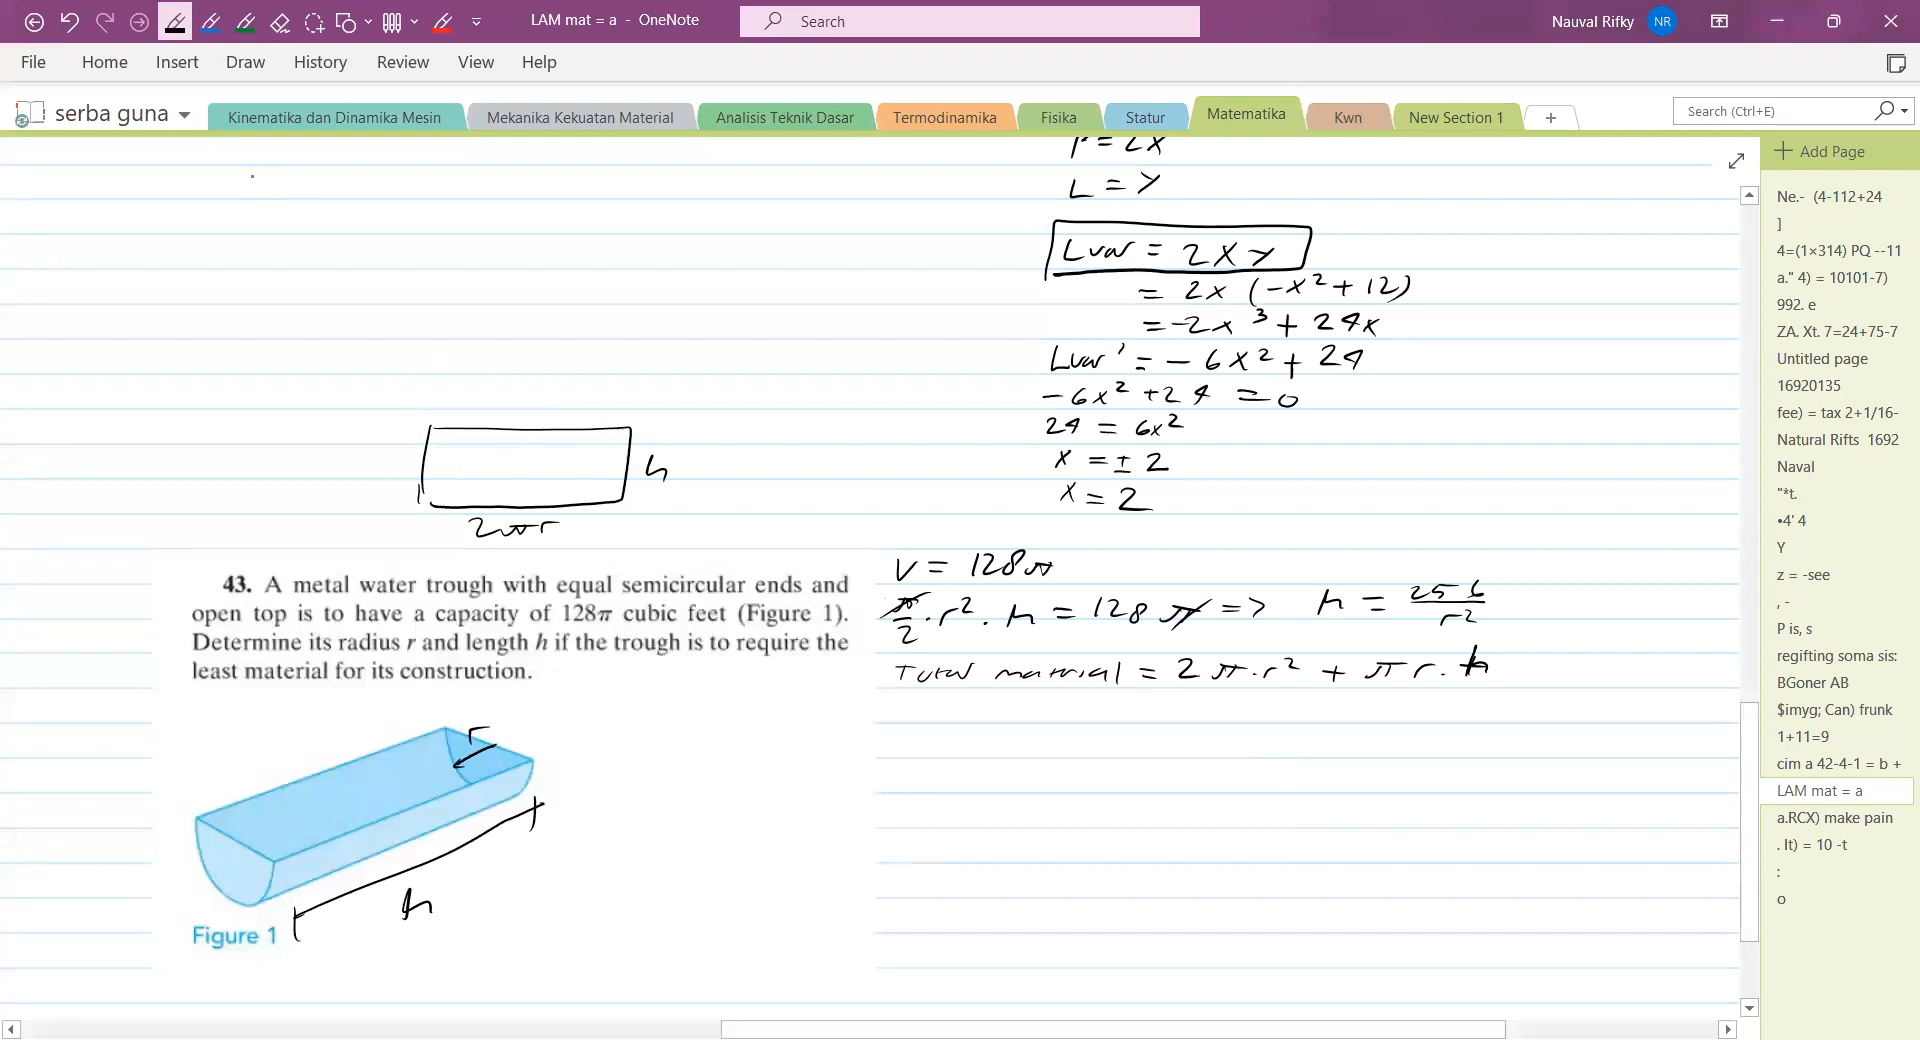 LAM mat = a - OneNote
Search
Nauval Rifky
NR
File Home Insert Draw History Review View Help
serba guna
Kinematika dan Dinamika Mesin
Mekanika Kekuatan Material
Analisis Teknik Dasar
Termodinamika
Fisika
Statur
Matematika
Kwn
New Section 1
Search (Ctrl+E)
L = y
Lvar = 2xy
= 2x (-x² + 12)
= -2x³ + 24x
Lvar' = -6x² + 24
-6x² + 24 = 0
24 = 6x²
x = ± 2
x = 2
h
2πr
43. A metal water trough with equal semicircular ends and
open top is to have a capacity of 128π cubic feet (Figure 1).
Determine its radius r and length h if the trough is to require the
least material for its construction.
r
h
Figure 1
V = 128π
π/2 · r² · h = 128 π => h = 256/r²
Total material = 2π·r² + πr·h
Add Page
Ne.- (4-112+24
]
4=(1×314) PQ --11
a." 4) = 10101-7)
992. e
ZA. Xt. 7=24+75-7
Untitled page
16920135
fee) = tax 2+1/16-
Natural Rifts 1692
Naval
"*t.
•4' 4
Y
z = -see
, -
P is, s
regifting soma sis:
BGoner AB
$imyg; Can) frunk
1+11=9
cim a 42-4-1 = b +
LAM mat = a
a.RCX) make pain
. It) = 10 -t
:
o